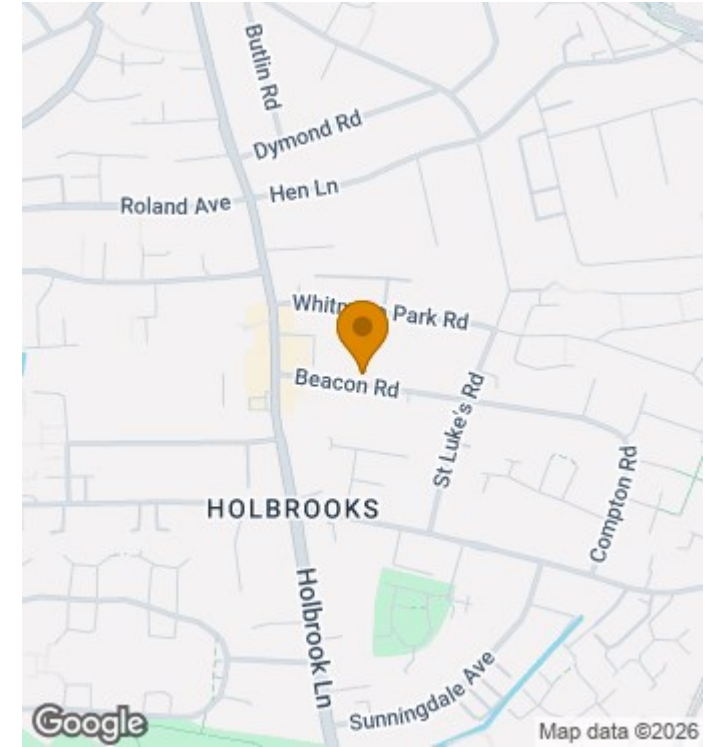 Butlin Rd
Dymond Rd
Hen Ln
Roland Ave
Park Rd
Beacon Rd
St Luke's Rd
Compton Rd
HOLBROOKS
Holbrook Ln
Sunningdale Ave
Google
Map data ©2026